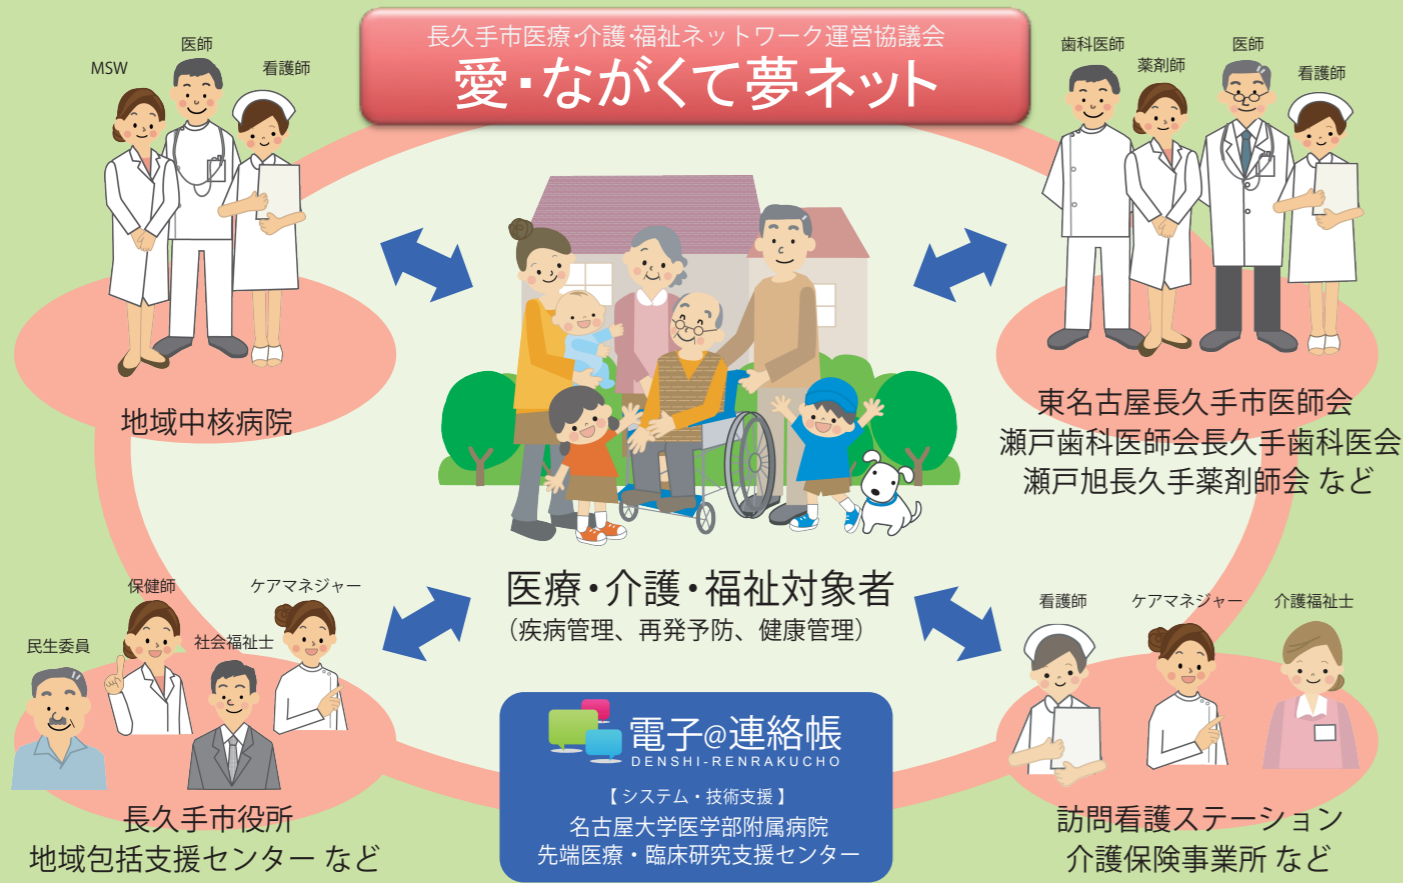 長久手市医療・介護・福祉ネットワーク運営協議会
愛・ながくて夢ネット
MSW
医師
看護師
地域中核病院
歯科医師
薬剤師
医師
看護師
東名古屋長久手市医師会
瀬戸歯科医師会長久手歯科医会
瀬戸旭長久手薬剤師会 など
医療・介護・福祉対象者
（疾病管理、再発予防、健康管理）
民生委員
保健師
社会福祉士
ケアマネジャー
長久手市役所
地域包括支援センター など
看護師
ケアマネジャー
介護福祉士
訪問看護ステーション
介護保険事業所 など
電子@連絡帳
DENSHI-RENRAKUCHO
【 システム・技術支援 】
名古屋大学医学部附属病院
先端医療・臨床研究支援センター